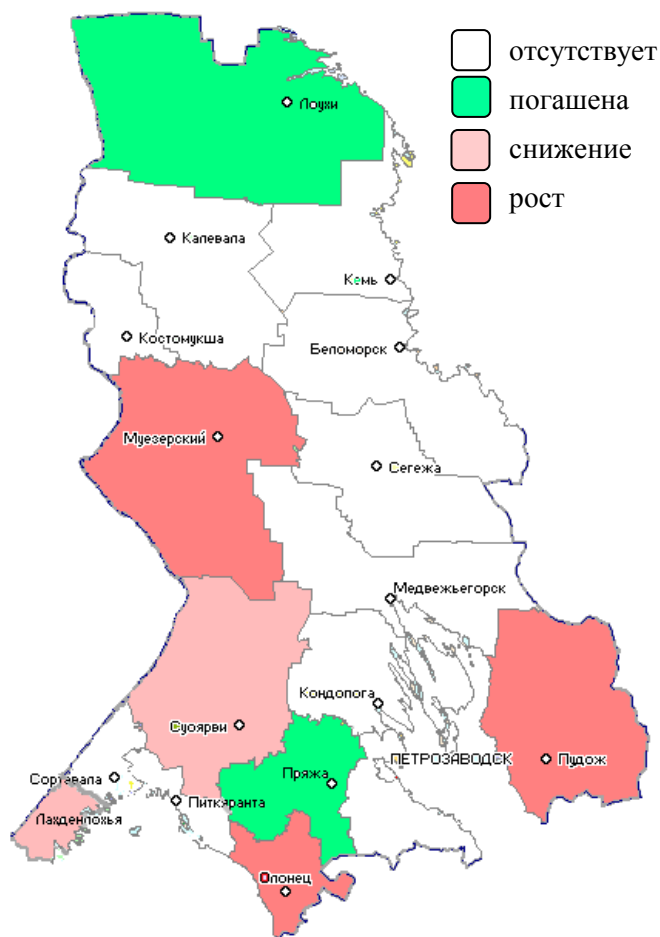 отсутствует
погашена
снижение
рост
Лоухи
Калевала
Кемь
Костомукша
Беломорск
Муезерский
Сегежа
Медвежьегорск
Кондопога
Суоярви
ПЕТРОЗАВОДСК
Пудож
Сортавала
Пряжа
Питкяранта
Лахденпохья
Олонец